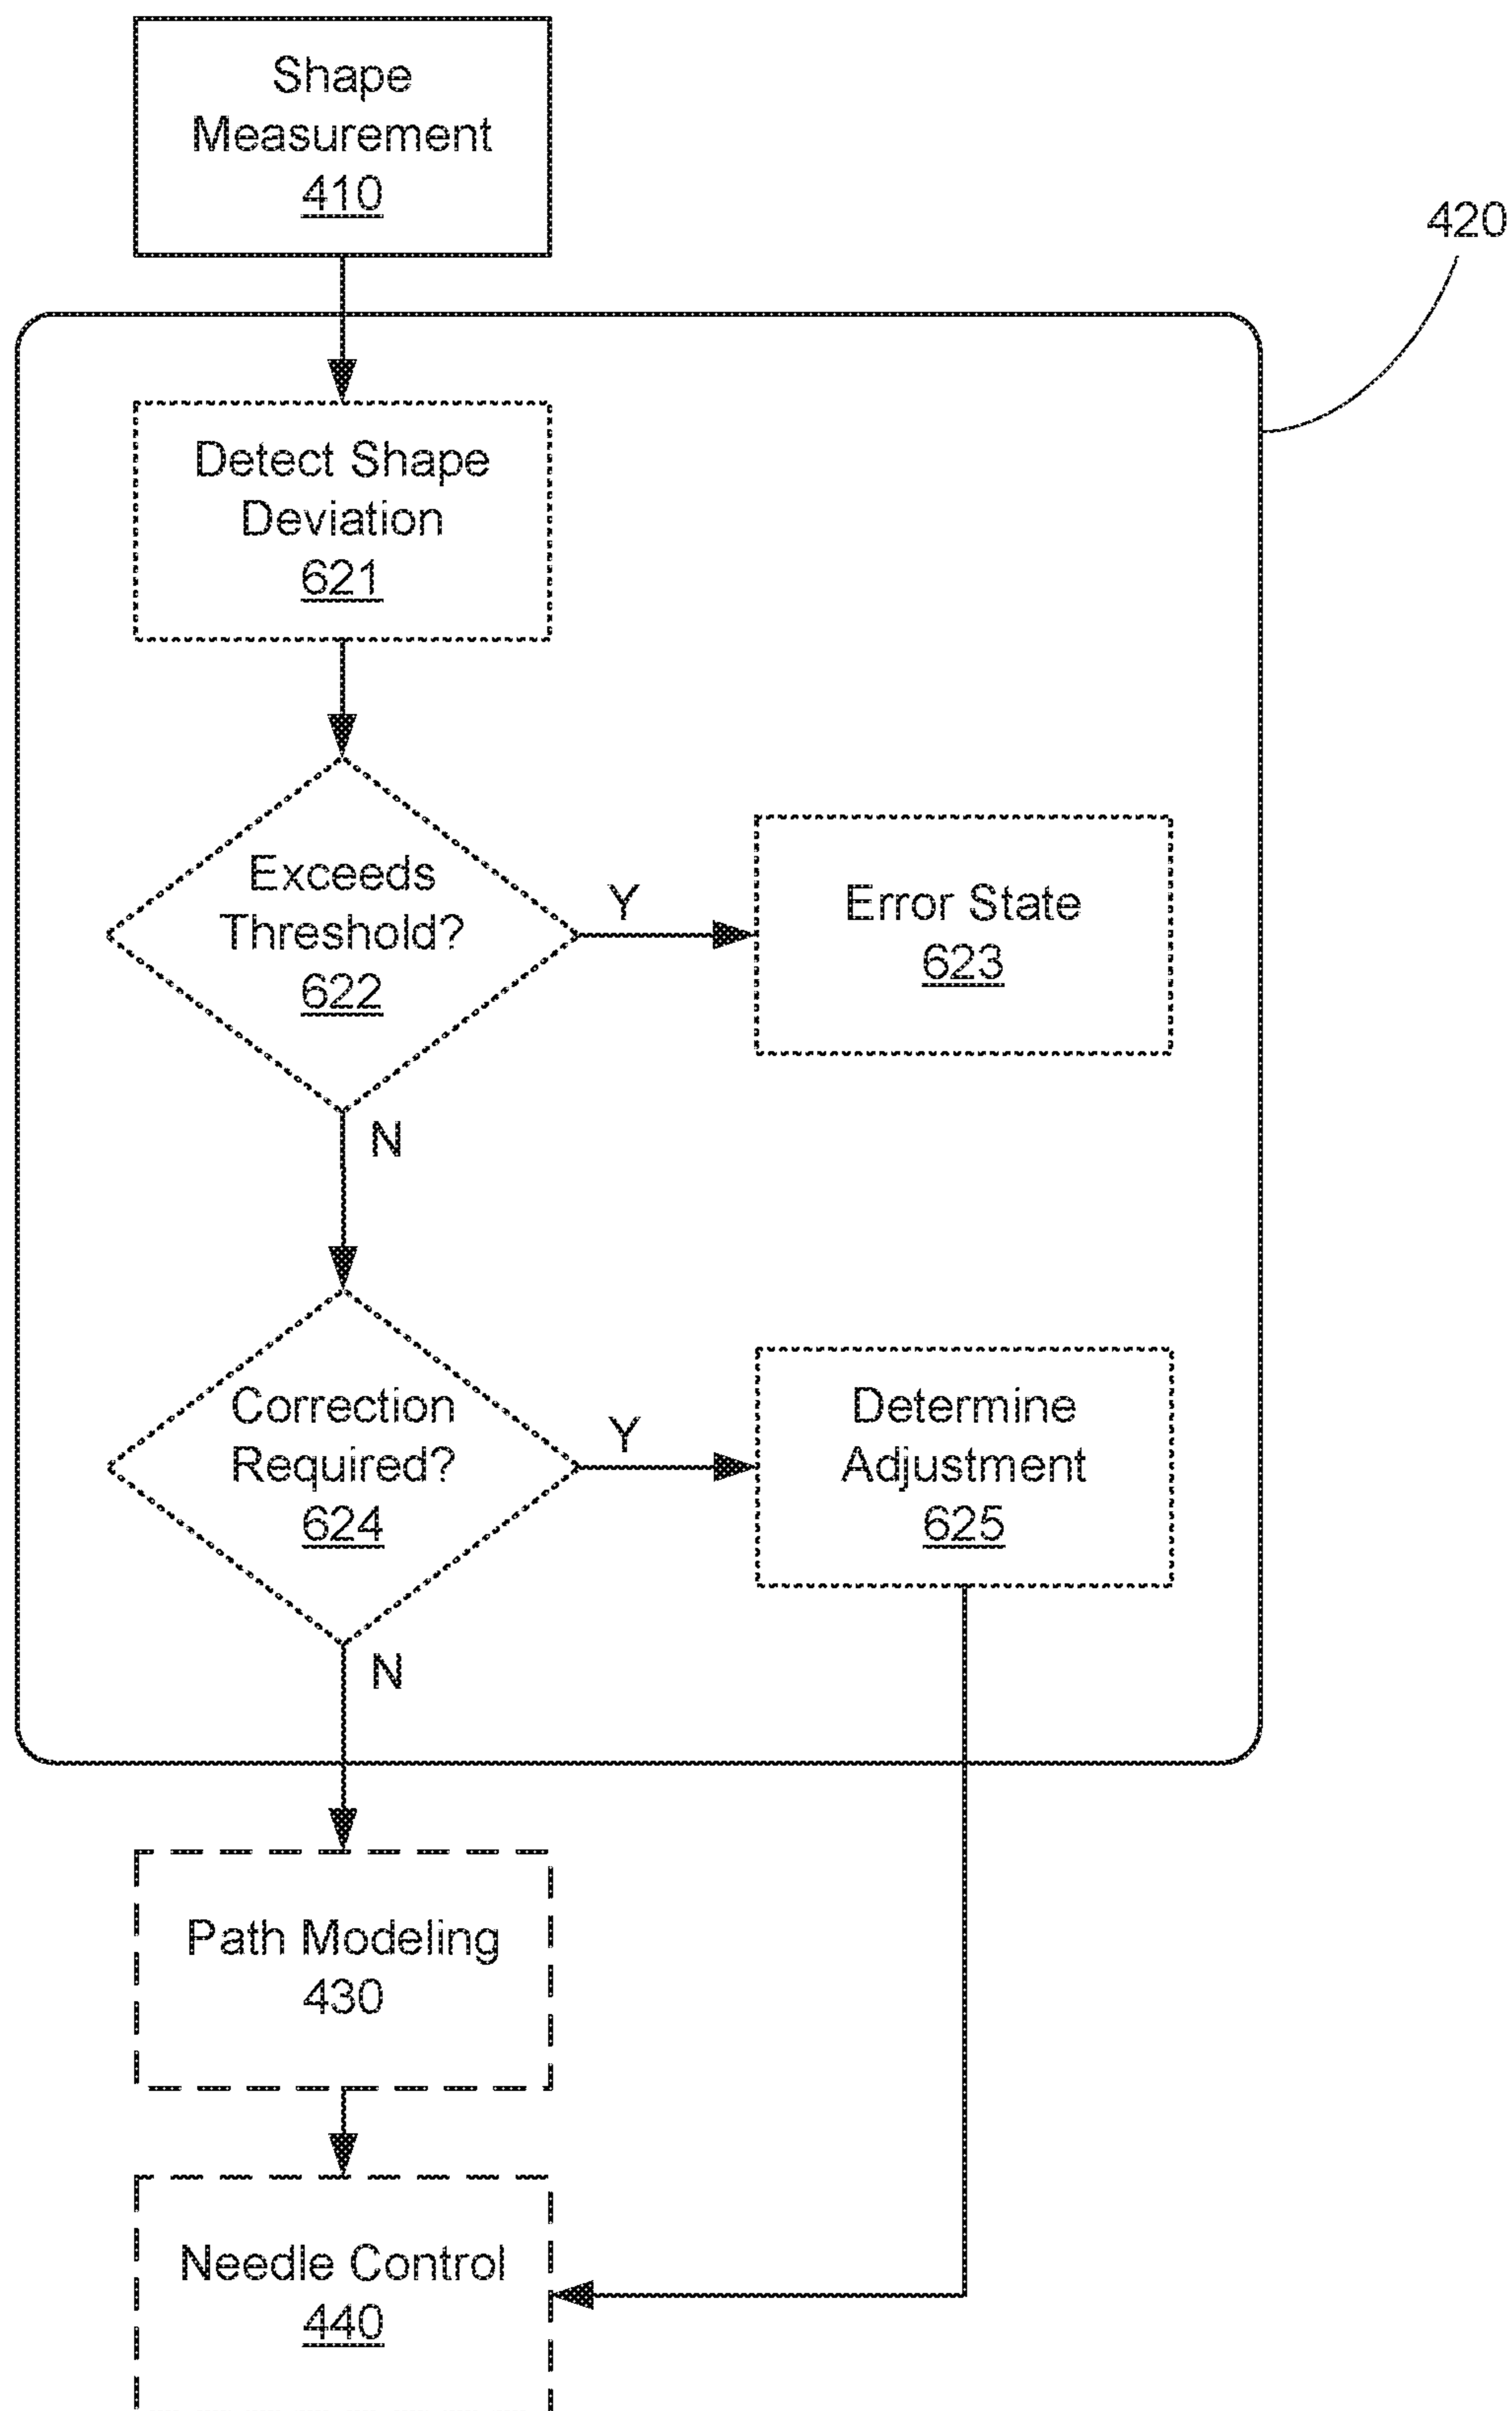 Shape
Measurement
410
420
Detect Shape
Deviation
621
Exceeds
Threshold?
622
Y
Error State
623
N
Correction
Required?
624
Y
Determine
Adjustment
625
N
Path Modeling
430
Needle Control
440